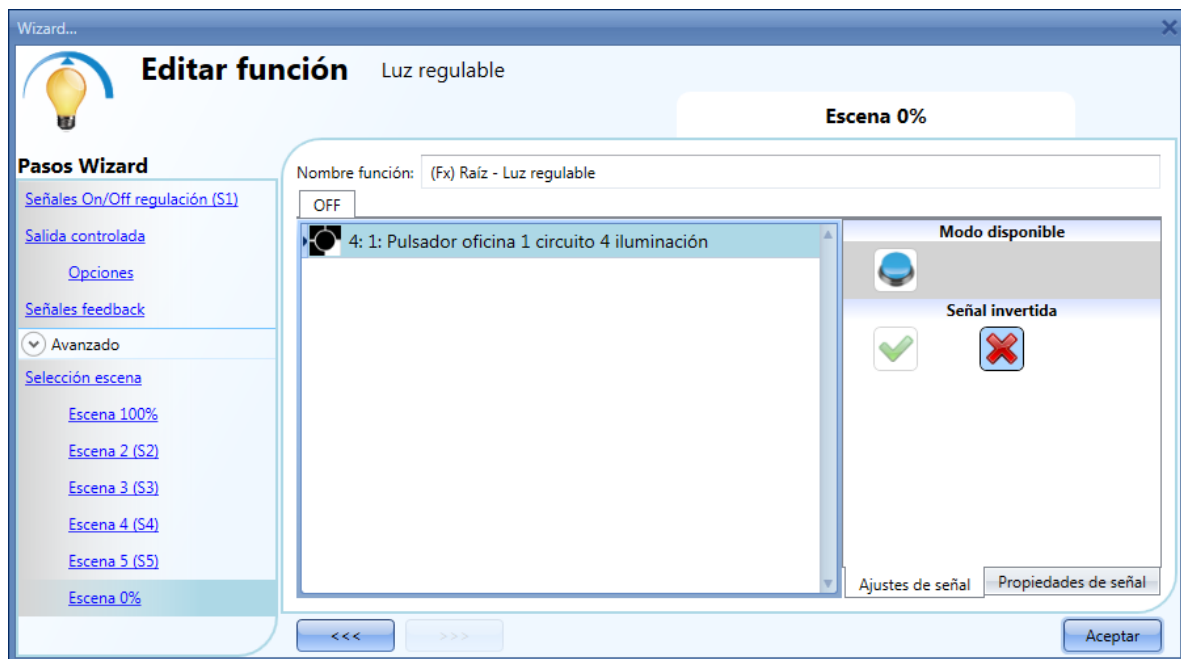 Wizard...
Editar función Luz regulable
Escena 0%
Pasos Wizard
Señales On/Off regulación (S1)
Salida controlada
Opciones
Señales feedback
Avanzado
Selección escena
Escena 100%
Escena 2 (S2)
Escena 3 (S3)
Escena 4 (S4)
Escena 5 (S5)
Escena 0%
Nombre función: (Fx) Raíz - Luz regulable
OFF
4: 1: Pulsador oficina 1 circuito 4 iluminación
Modo disponible
Señal invertida
Ajustes de señal Propiedades de señal
<<< >>> Aceptar